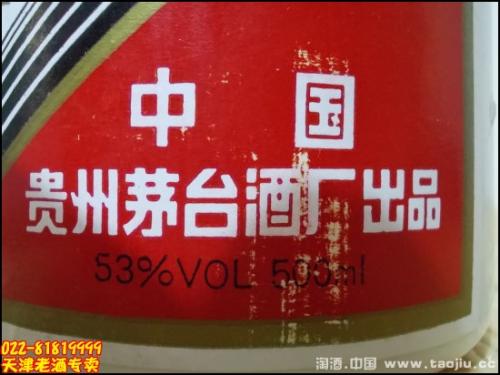 中国
贵州茅台酒厂出品
53%VOL 500ml
022-81819999
天津老酒专卖
淘酒.中国 www.taojiu.cc